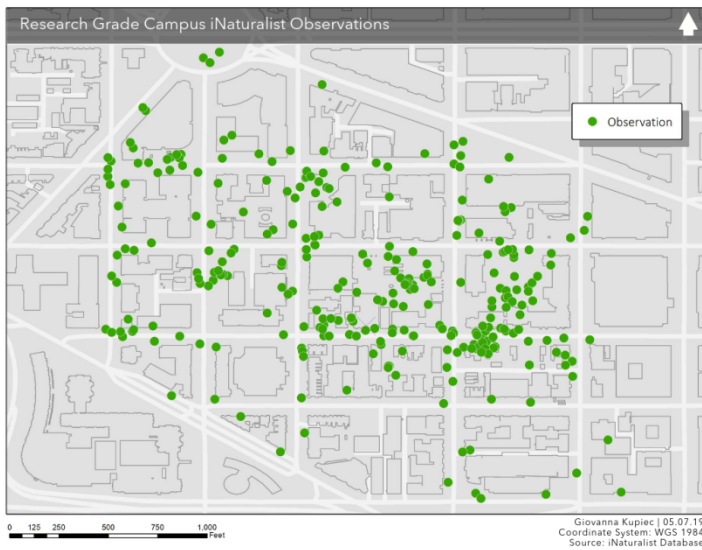 Research Grade Campus iNaturalist Observations
Observation
0 125 250 500 750 1,000
Feet
Giovanna Kupiec | 05.07.19
Coordinate System: WGS 1984
Source: iNaturalist Database